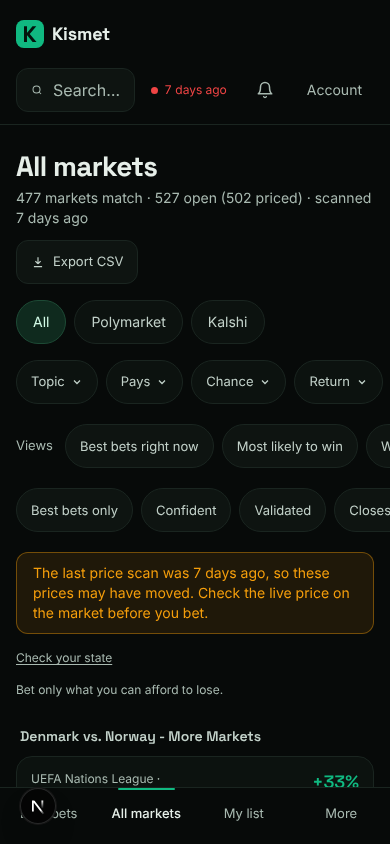 Kismet
Search...
7 days ago
Account
All markets
477 markets match · 527 open (502 priced) · scanned
7 days ago
Export CSV
All
Polymarket
Kalshi
Topic
Pays
Chance
Return
Views
Best bets right now
Most likely to win
Best bets only
Confident
Validated
Closes
The last price scan was 7 days ago, so these
prices may have moved. Check the live price on
the market before you bet.
Check your state
Bet only what you can afford to lose.
Denmark vs. Norway - More Markets
UEFA Nations League ·
+33%
N
bets
All markets
My list
More